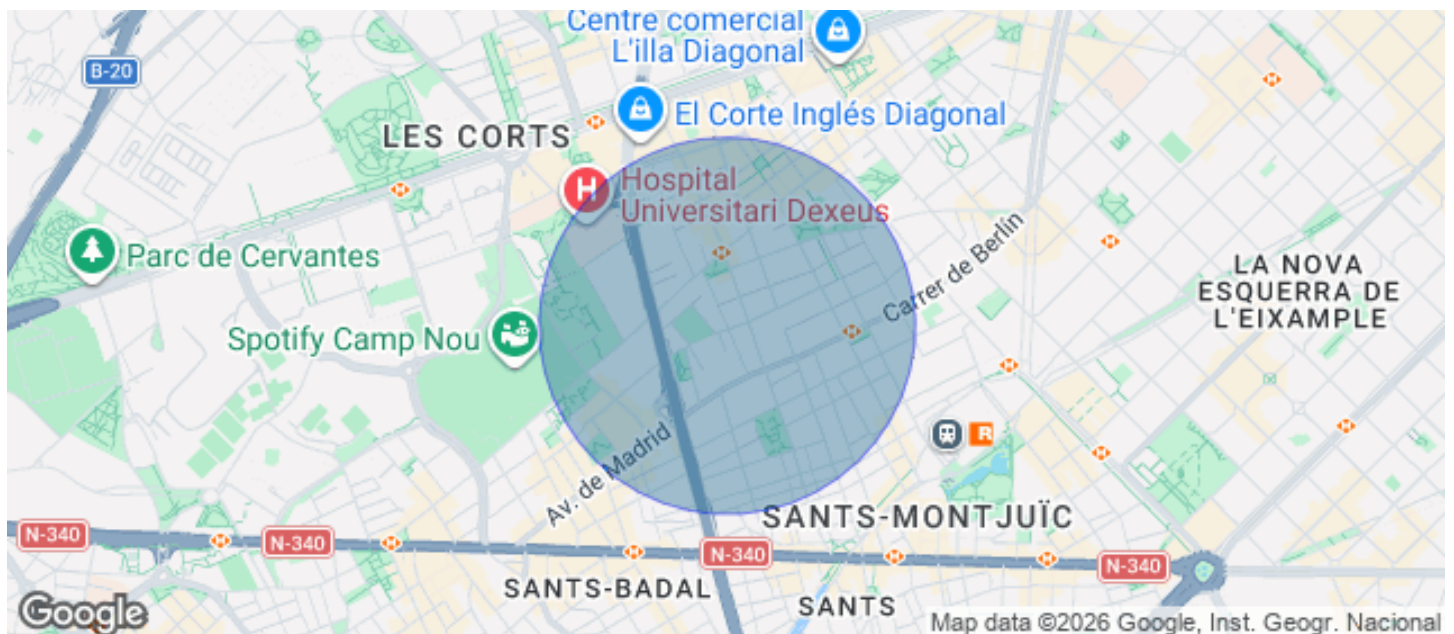 Centre comercial
L'illa Diagonal
B-20
El Corte Inglés Diagonal
LES CORTS
H
Hospital
Universitari Dexeus
Parc de Cervantes
Carrer de Berlín
LA NOVA
ESQUERRA DE
L'EIXAMPLE
Spotify Camp Nou
R
Av. de Madrid
SANTS-MONTJUÏC
N-340
N-340
N-340
N-340
SANTS-BADAL
SANTS
Google
Map data ©2026 Google, Inst. Geogr. Nacional